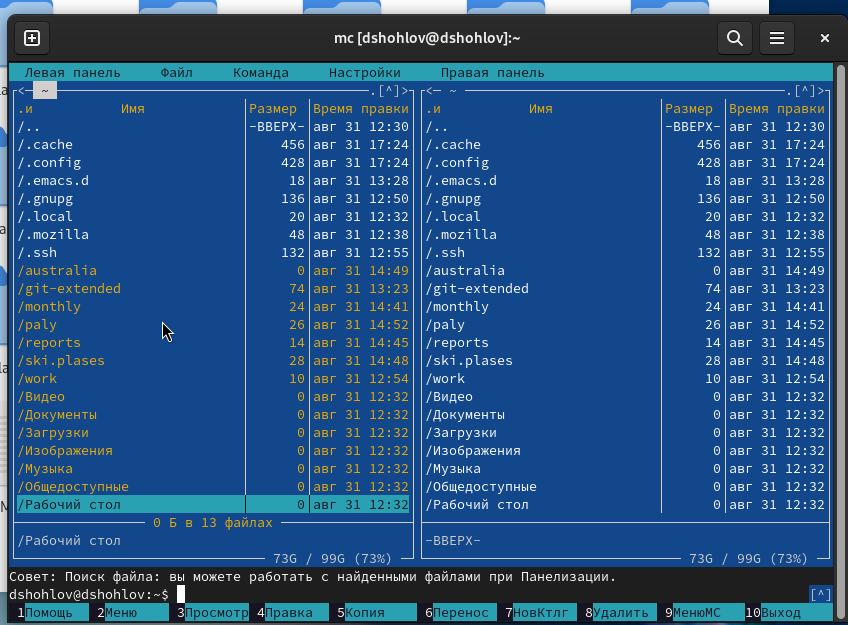 mc [dshohlov@dshohlov]:~
Левая панель Файл Команда Настройки Правая панель
<─ ~ ─.[^]>┐ <─ ~ ─.[^]>┐
.и Имя Размер Время правки .и Имя Размер Время правки
/.. -ВВЕРХ- авг 31 12:30 /.. -ВВЕРХ- авг 31 12:30
/.cache 456 авг 31 17:24 /.cache 456 авг 31 17:24
/.config 428 авг 31 17:24 /.config 428 авг 31 17:24
/.emacs.d 18 авг 31 13:28 /.emacs.d 18 авг 31 13:28
/.gnupg 136 авг 31 12:50 /.gnupg 136 авг 31 12:50
/.local 20 авг 31 12:32 /.local 20 авг 31 12:32
/.mozilla 48 авг 31 12:38 /.mozilla 48 авг 31 12:38
/.ssh 132 авг 31 12:55 /.ssh 132 авг 31 12:55
/australia 0 авг 31 14:49 /australia 0 авг 31 14:49
/git-extended 74 авг 31 13:23 /git-extended 74 авг 31 13:23
/monthly 24 авг 31 14:41 /monthly 24 авг 31 14:41
/paly 26 авг 31 14:52 /paly 26 авг 31 14:52
/reports 14 авг 31 14:45 /reports 14 авг 31 14:45
/ski.plases 28 авг 31 14:48 /ski.plases 28 авг 31 14:48
/work 10 авг 31 12:54 /work 10 авг 31 12:54
/Видео 0 авг 31 12:32 /Видео 0 авг 31 12:32
/Документы 0 авг 31 12:32 /Документы 0 авг 31 12:32
/Загрузки 0 авг 31 12:32 /Загрузки 0 авг 31 12:32
/Изображения 0 авг 31 12:32 /Изображения 0 авг 31 12:32
/Музыка 0 авг 31 12:32 /Музыка 0 авг 31 12:32
/Общедоступные 0 авг 31 12:32 /Общедоступные 0 авг 31 12:32
/Рабочий стол 0 авг 31 12:32 /Рабочий стол 0 авг 31 12:32
0 Б в 13 файлах
/Рабочий стол -ВВЕРХ-
73G / 99G (73%) 73G / 99G (73%)
Совет: Поиск файла: вы можете работать с найденными файлами при Панелизации.
dshohlov@dshohlov:~$ [^]
1Помощь 2Меню 3Просмотр 4Правка 5Копия 6Перенос 7НовКтлг 8Удалить 9МенюМС 10Выход